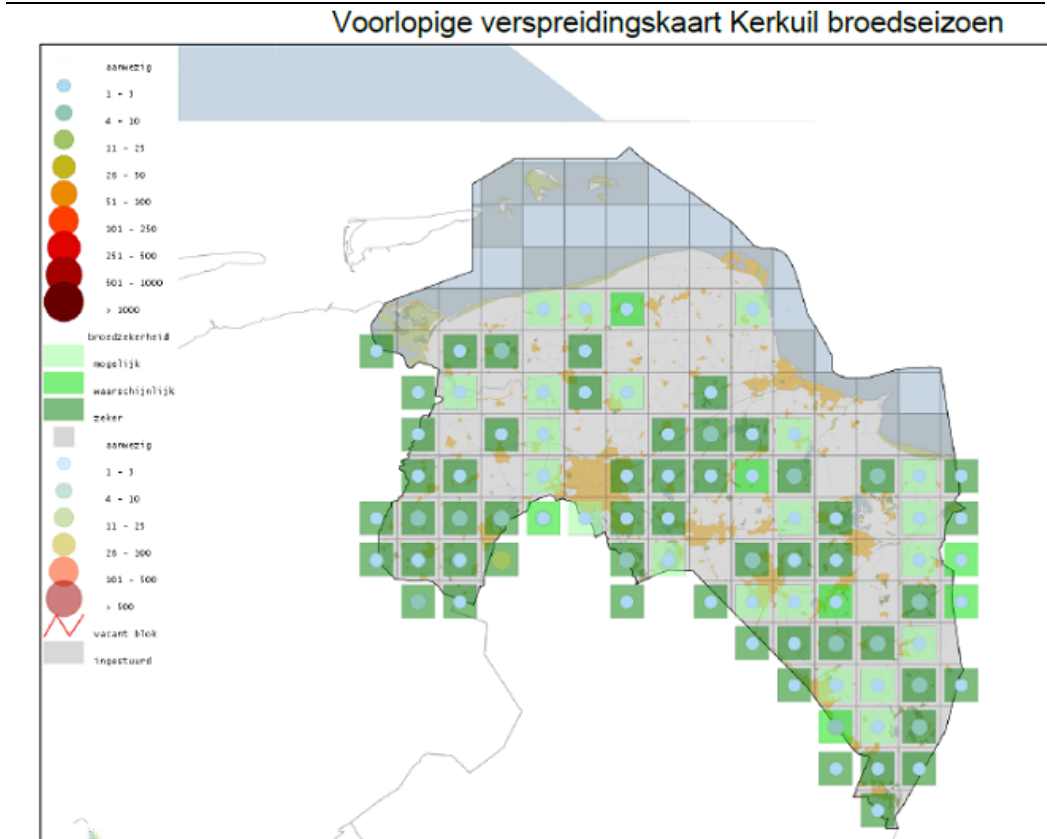 Voorlopige verspreidingskaart Kerkuil broedseizoen
aanwezig
1 - 3
4 - 10
11 - 25
26 - 50
51 - 100
101 - 250
251 - 500
501 - 1000
> 1000
broedzekerheid
mogelijk
waarschijnlijk
zeker
aanwezig
1 - 3
4 - 10
11 - 25
26 - 100
101 - 500
> 500
vacant blok
ingestuurd